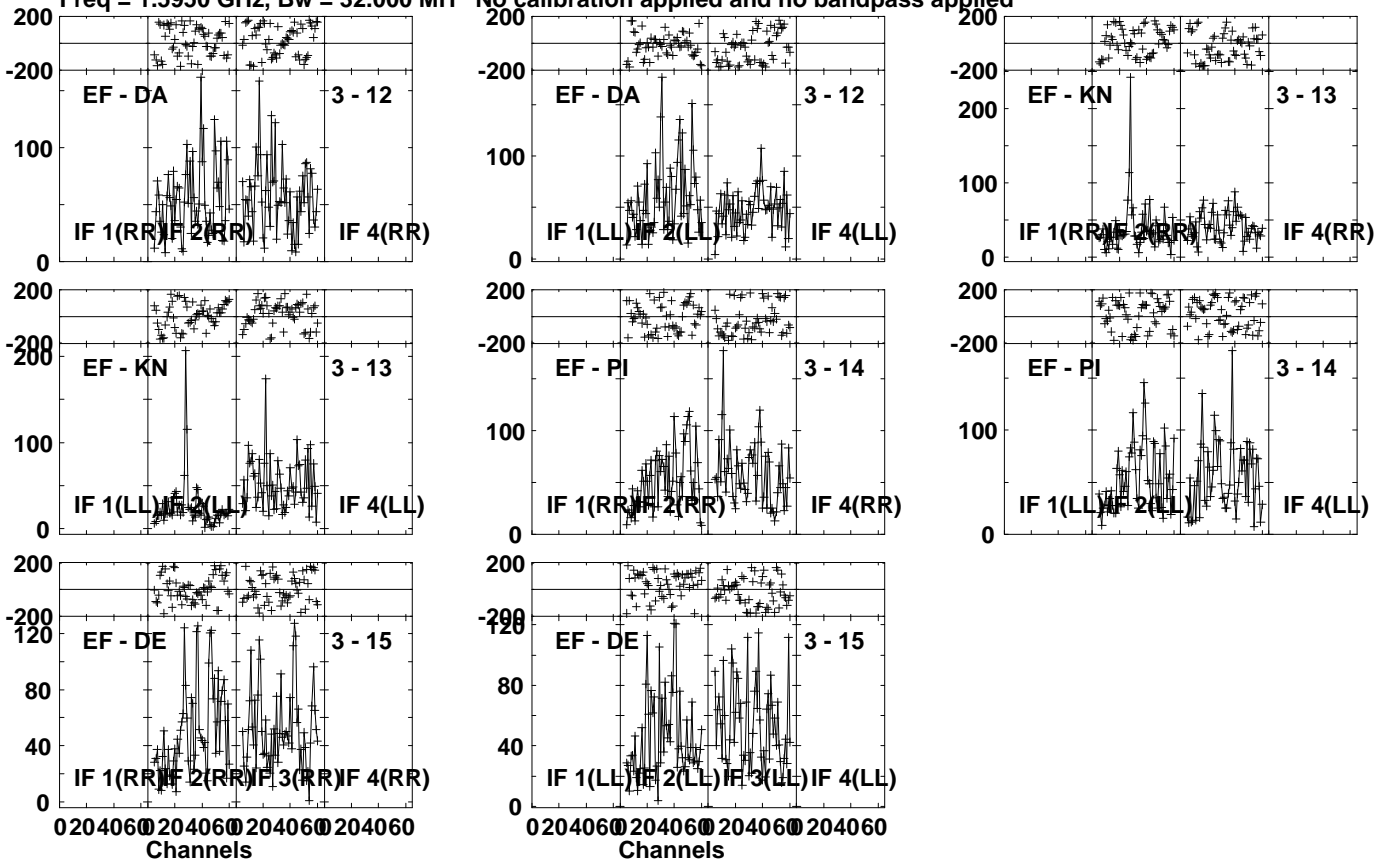 Freq = 1.5950 GHz, Bw = 32.000 MH No calibration applied and no bandpass applied
200
-200
EF - DA
3 - 12
100
0
IF 1(RR)
IF 2(RR)
IF 4(RR)
EF - DA
3 - 12
100
0
IF 1(LL)
IF 2(LL)
IF 4(LL)
200
-200
EF - KN
3 - 13
200
100
0
IF 1(RR)
IF 2(RR)
IF 4(RR)
200
-200
200
EF - KN
3 - 13
100
0
IF 1(LL)
IF 2(LL)
IF 4(LL)
200
-200
EF - PI
3 - 14
100
0
IF 1(RR)
IF 2(RR)
IF 4(RR)
200
-200
EF - PI
3 - 14
100
0
IF 1(LL)
IF 2(LL)
IF 4(LL)
200
-200
120
EF - DE
3 - 15
80
40
0
IF 1(RR)
IF 2(RR)
IF 3(RR)
IF 4(RR)
0 20 40 60 0 20 40 60 0 20 40 60 0 20 40 60
Channels
200
-200
120
EF - DE
3 - 15
80
40
0
IF 1(LL)
IF 2(LL)
IF 3(LL)
IF 4(LL)
0 20 40 60 0 20 40 60 0 20 40 60 0 20 40 60
Channels